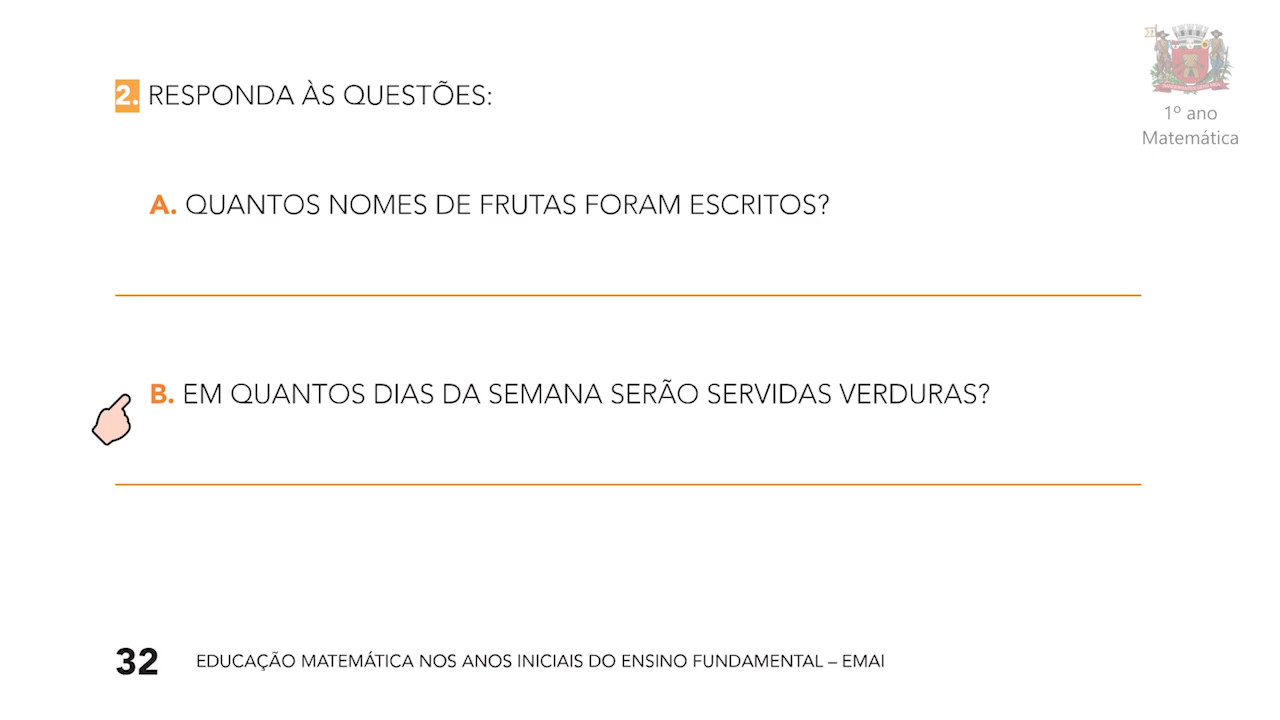 1º ano
Matemática
2. RESPONDA ÀS QUESTÕES:
A. QUANTOS NOMES DE FRUTAS FORAM ESCRITOS?
B. EM QUANTOS DIAS DA SEMANA SERÃO SERVIDAS VERDURAS?
32 EDUCAÇÃO MATEMÁTICA NOS ANOS INICIAIS DO ENSINO FUNDAMENTAL – EMAI